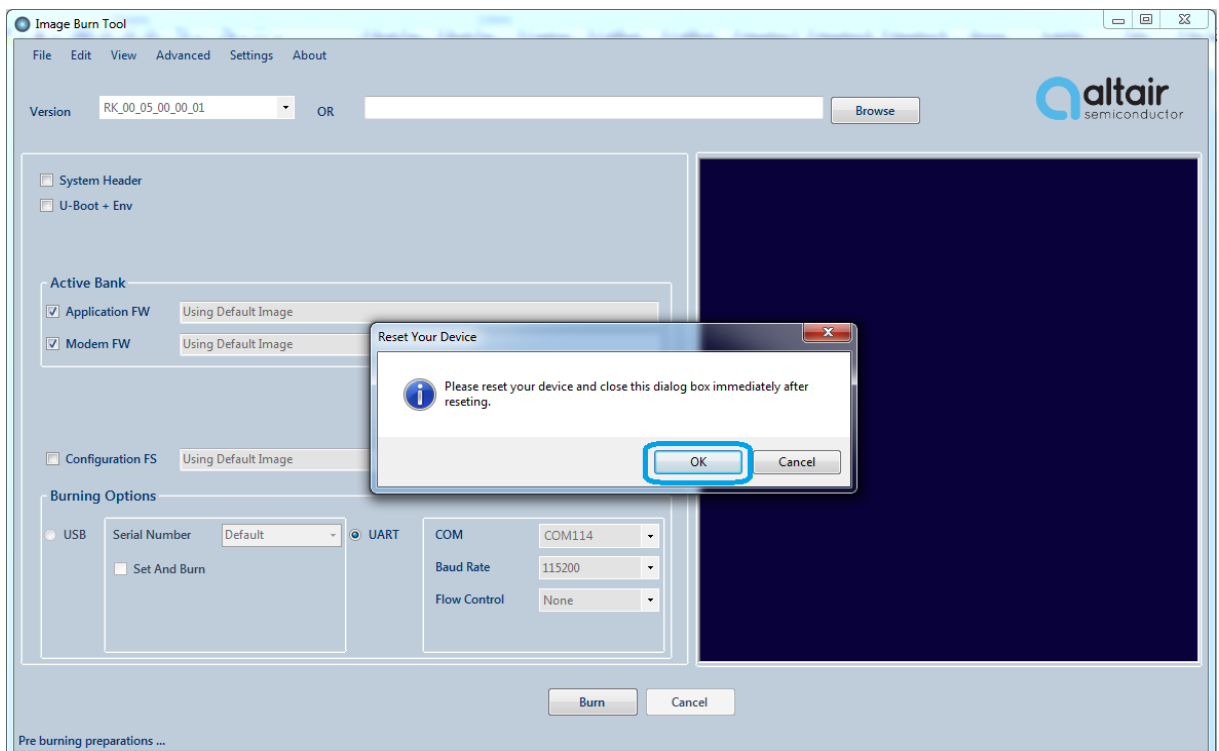 Image Burn Tool
File Edit View Advanced Settings About
Version RK_00_05_00_00_01 OR Browse
altair
semiconductor
System Header
U-Boot + Env
Active Bank
Application FW Using Default Image
Modem FW Using Default Image
Reset Your Device
Please reset your device and close this dialog box immediately after
reseting.
OK Cancel
Configuration FS Using Default Image
Burning Options
USB Serial Number Default UART COM COM114
Set And Burn Baud Rate 115200
Flow Control None
Burn Cancel
Pre burning preparations ...